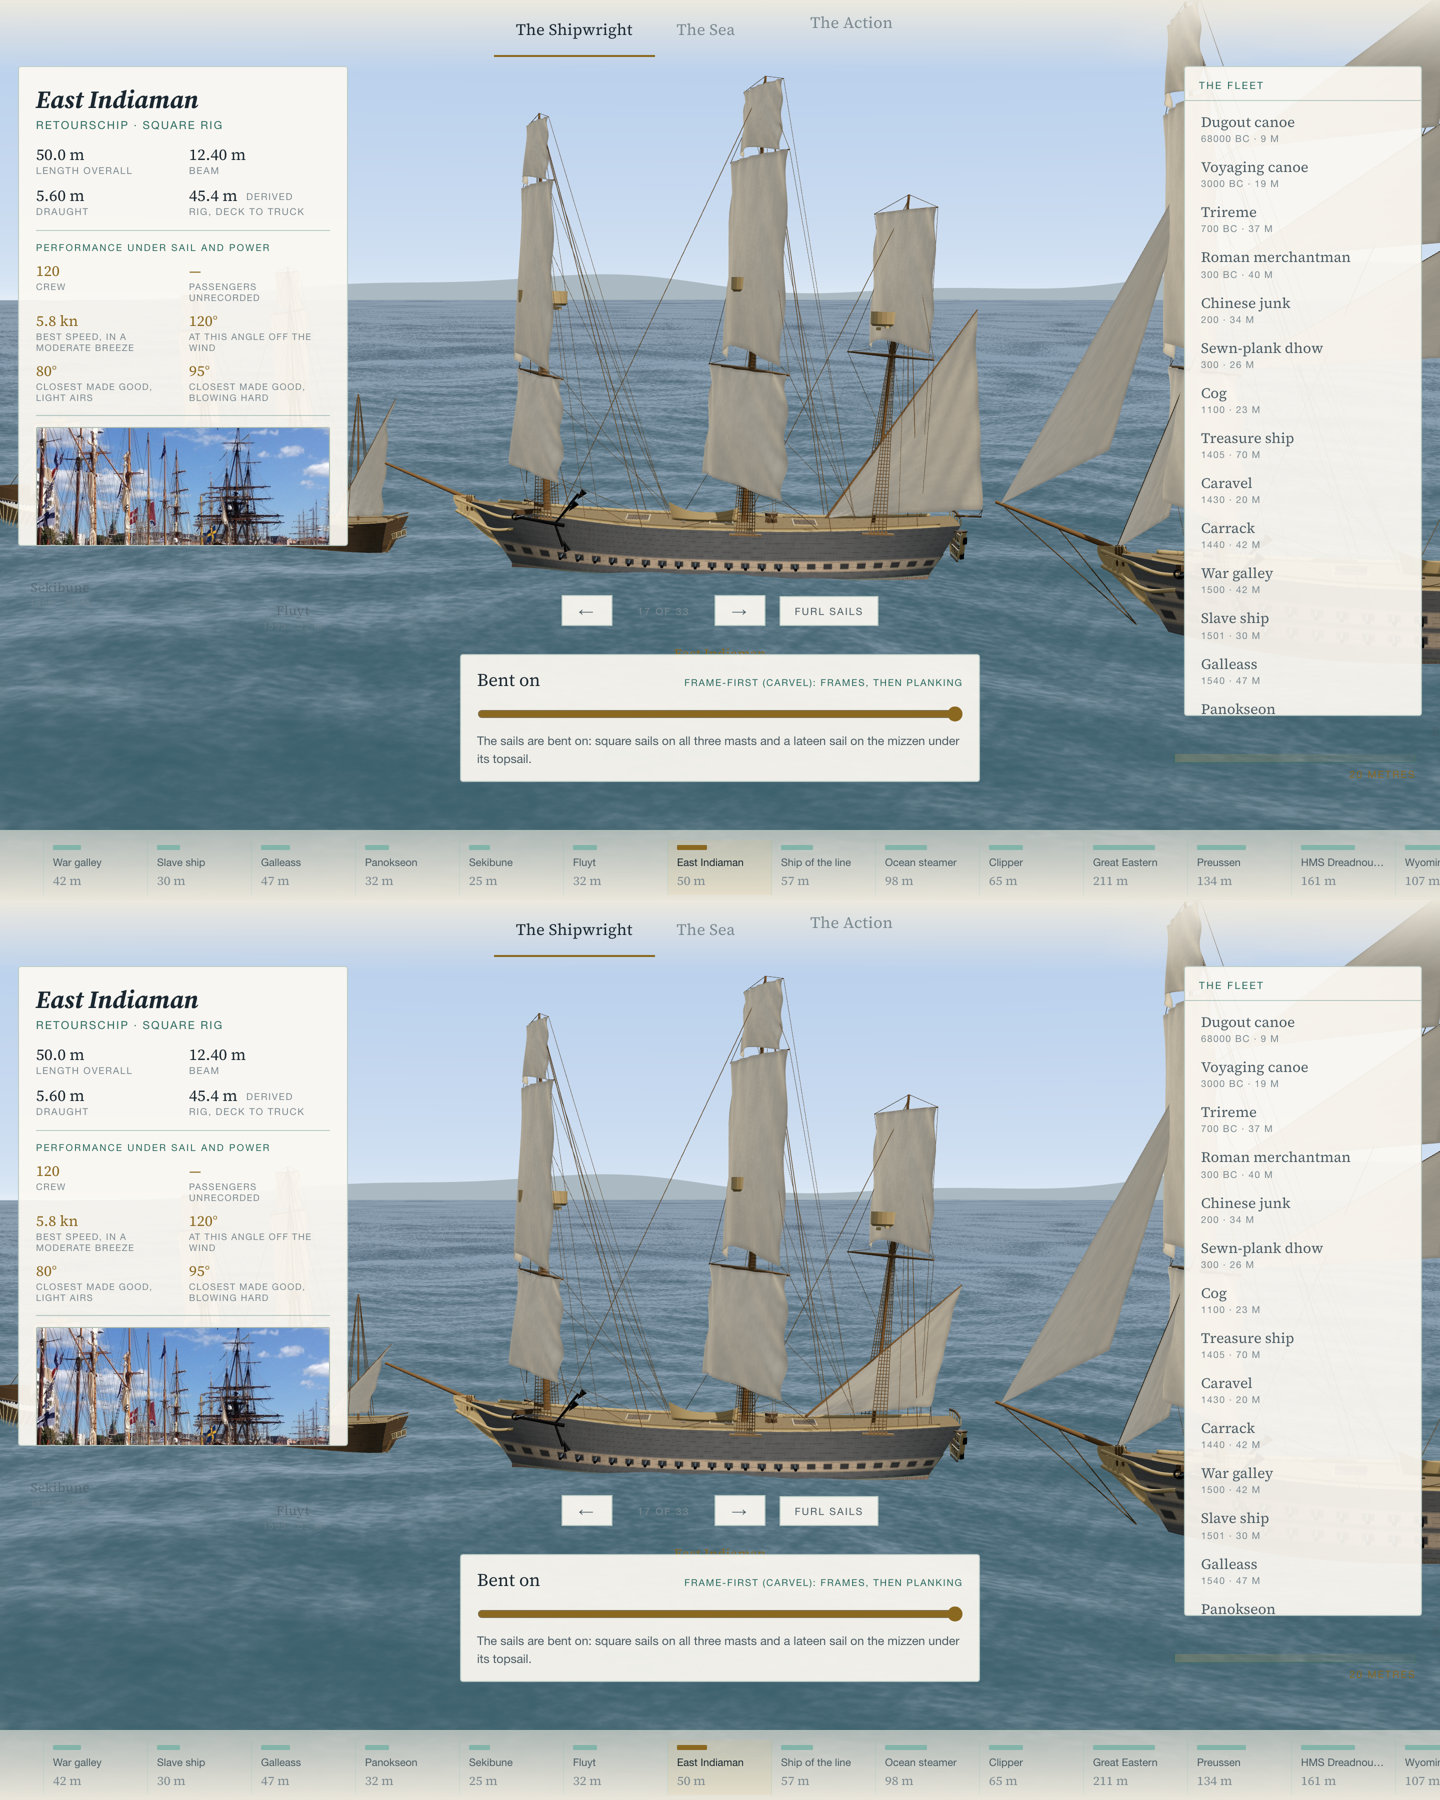 The Shipwright
The Sea
The Action
East Indiaman
RETOURSCHIP · SQUARE RIG
50.0 m
LENGTH OVERALL
12.40 m
BEAM
5.60 m
DRAUGHT
45.4 m DERIVED
RIG, DECK TO TRUCK
PERFORMANCE UNDER SAIL AND POWER
120
CREW
—
PASSENGERS
UNRECORDED
5.8 kn
BEST SPEED, IN A
MODERATE BREEZE
120°
AT THIS ANGLE OFF THE
WIND
80°
CLOSEST MADE GOOD,
LIGHT AIRS
95°
CLOSEST MADE GOOD,
BLOWING HARD
THE FLEET
Dugout canoe
68000 BC · 9 M
Voyaging canoe
3000 BC · 19 M
Trireme
700 BC · 37 M
Roman merchantman
300 BC · 40 M
Chinese junk
200 · 34 M
Sewn-plank dhow
300 · 26 M
Cog
1100 · 23 M
Treasure ship
1405 · 70 M
Caravel
1430 · 20 M
Carrack
1440 · 42 M
War galley
1500 · 42 M
Slave ship
1501 · 30 M
Galleass
1540 · 47 M
Panokseon
Sekibune
Fluyt
←
17 OF 33
→
FURL SAILS
Bent on
FRAME-FIRST (CARVEL): FRAMES, THEN PLANKING
The sails are bent on: square sails on all three masts and a lateen sail on the mizzen under
its topsail.
War galley
42 m
Slave ship
30 m
Galleass
47 m
Panokseon
32 m
Sekibune
25 m
Fluyt
32 m
East Indiaman
50 m
Ship of the line
57 m
Ocean steamer
98 m
Clipper
65 m
Great Eastern
211 m
Preussen
134 m
HMS Dreadnou...
161 m
Wyomin
107 m
The Shipwright
The Sea
The Action
East Indiaman
RETOURSCHIP · SQUARE RIG
50.0 m
LENGTH OVERALL
12.40 m
BEAM
5.60 m
DRAUGHT
45.4 m DERIVED
RIG, DECK TO TRUCK
PERFORMANCE UNDER SAIL AND POWER
120
CREW
—
PASSENGERS
UNRECORDED
5.8 kn
BEST SPEED, IN A
MODERATE BREEZE
120°
AT THIS ANGLE OFF THE
WIND
80°
CLOSEST MADE GOOD,
LIGHT AIRS
95°
CLOSEST MADE GOOD,
BLOWING HARD
THE FLEET
Dugout canoe
68000 BC · 9 M
Voyaging canoe
3000 BC · 19 M
Trireme
700 BC · 37 M
Roman merchantman
300 BC · 40 M
Chinese junk
200 · 34 M
Sewn-plank dhow
300 · 26 M
Cog
1100 · 23 M
Treasure ship
1405 · 70 M
Caravel
1430 · 20 M
Carrack
1440 · 42 M
War galley
1500 · 42 M
Slave ship
1501 · 30 M
Galleass
1540 · 47 M
Panokseon
Sekibune
Fluyt
←
17 OF 33
→
FURL SAILS
Bent on
FRAME-FIRST (CARVEL): FRAMES, THEN PLANKING
The sails are bent on: square sails on all three masts and a lateen sail on the mizzen under
its topsail.
War galley
42 m
Slave ship
30 m
Galleass
47 m
Panokseon
32 m
Sekibune
25 m
Fluyt
32 m
East Indiaman
50 m
Ship of the line
57 m
Ocean steamer
98 m
Clipper
65 m
Great Eastern
211 m
Preussen
134 m
HMS Dreadnou...
161 m
Wyomin
107 m